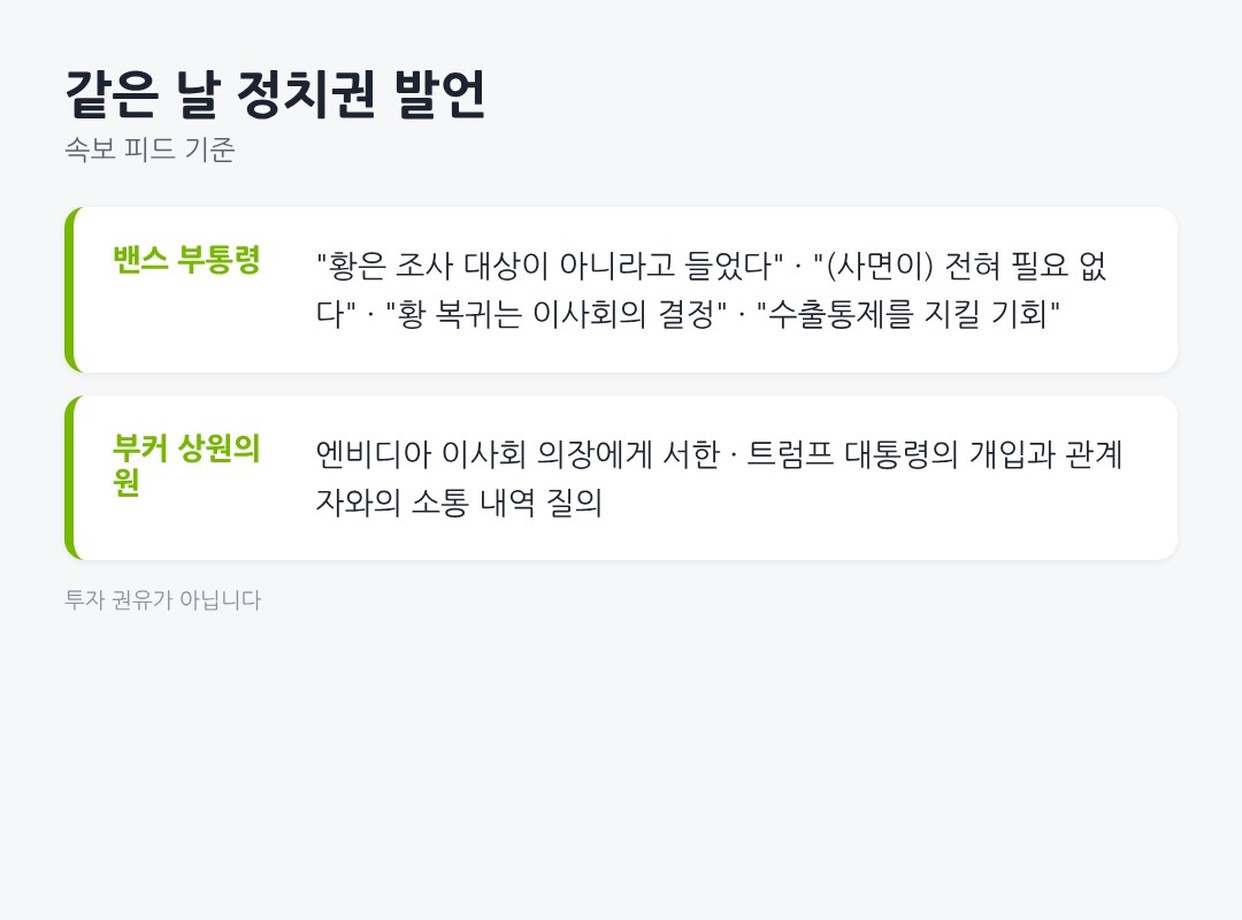 같은 날 정치권 발언
속보 피드 기준
밴스 부통령
"황은 조사 대상이 아니라고 들었다" · "(사면이) 전혀 필요 없
다" · "황 복귀는 이사회의 결정" · "수출통제를 지킬 기회"
부커 상원의
원
엔비디아 이사회 의장에게 서한 · 트럼프 대통령의 개입과 관계
자와의 소통 내역 질의
투자 권유가 아닙니다